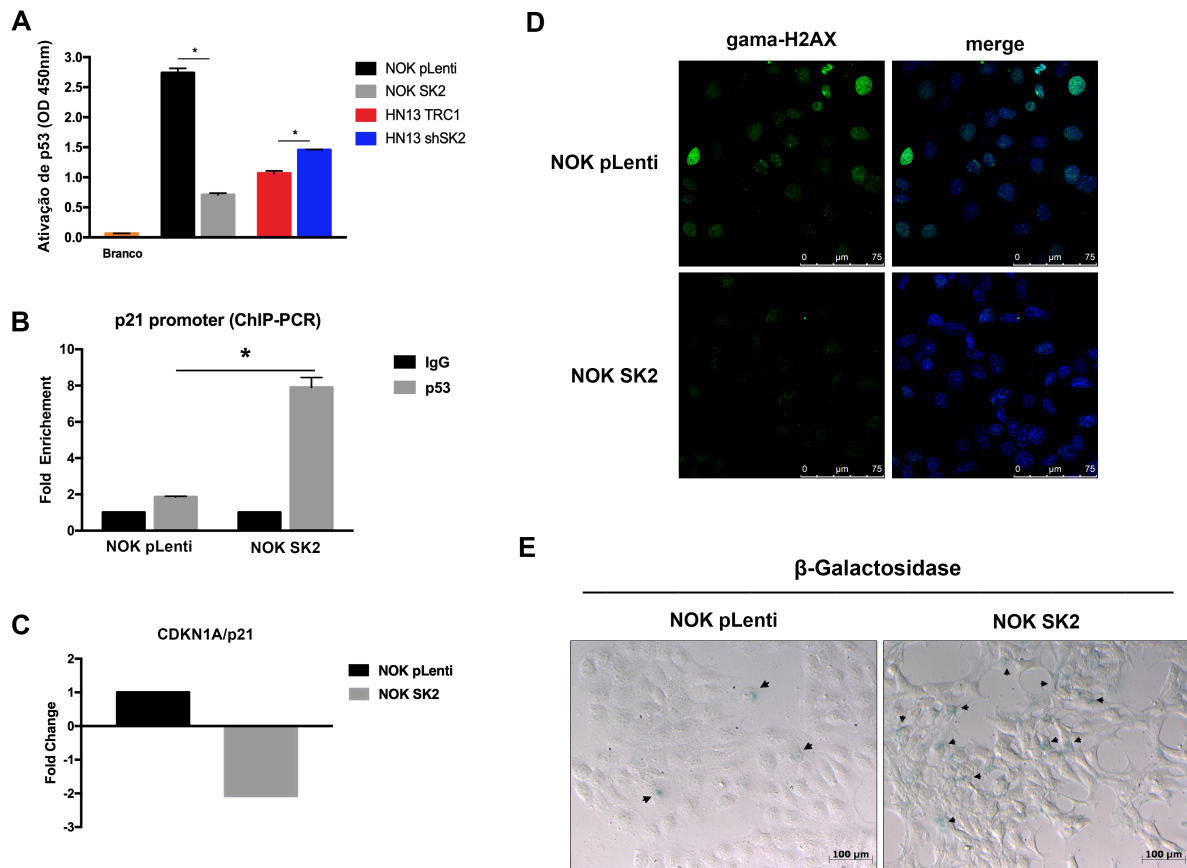 A
Ativação de p53 (OD 450nm)
3.0
2.5
2.0
1.5
1.0
0.5
0.0
*
*
Branco
NOK pLenti
NOK SK2
HN13 TRC1
HN13 shSK2
B
p21 promoter (ChIP-PCR)
Fold Enrichement
10
8
6
4
2
0
*
NOK pLenti
NOK SK2
IgG
p53
C
CDKN1A/p21
Fold Change
2
1
0
-1
-2
-3
NOK pLenti
NOK SK2
D
gama-H2AX
merge
NOK pLenti
0 µm 75
0 µm 75
NOK SK2
0 µm 75
0 µm 75
E
β-Galactosidase
NOK pLenti
NOK SK2
100 µm
100 µm